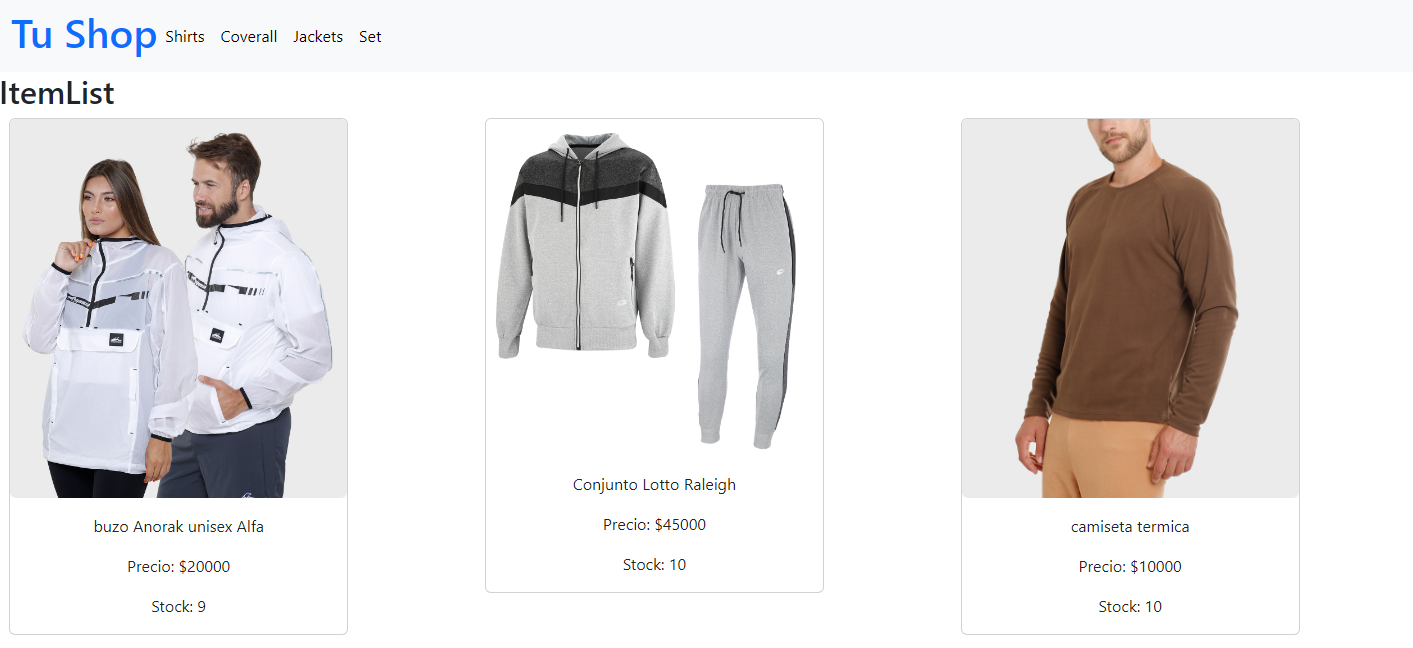 Tu Shop Shirts Coverall Jackets Set
ItemList
buzo Anorak unisex Alfa
Precio: $20000
Stock: 9
Conjunto Lotto Raleigh
Precio: $45000
Stock: 10
camiseta termica
Precio: $10000
Stock: 10